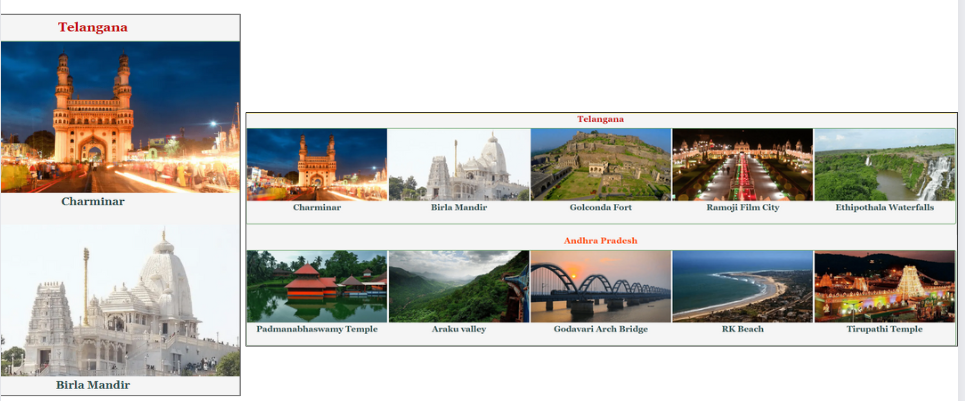 Telangana
Charminar
Birla Mandir
Telangana
Charminar Birla Mandir Golconda Fort Ramoji Film City Ethipothala Waterfalls
Andhra Pradesh
Padmanabhaswamy Temple Araku valley Godavari Arch Bridge RK Beach Tirupathi Temple